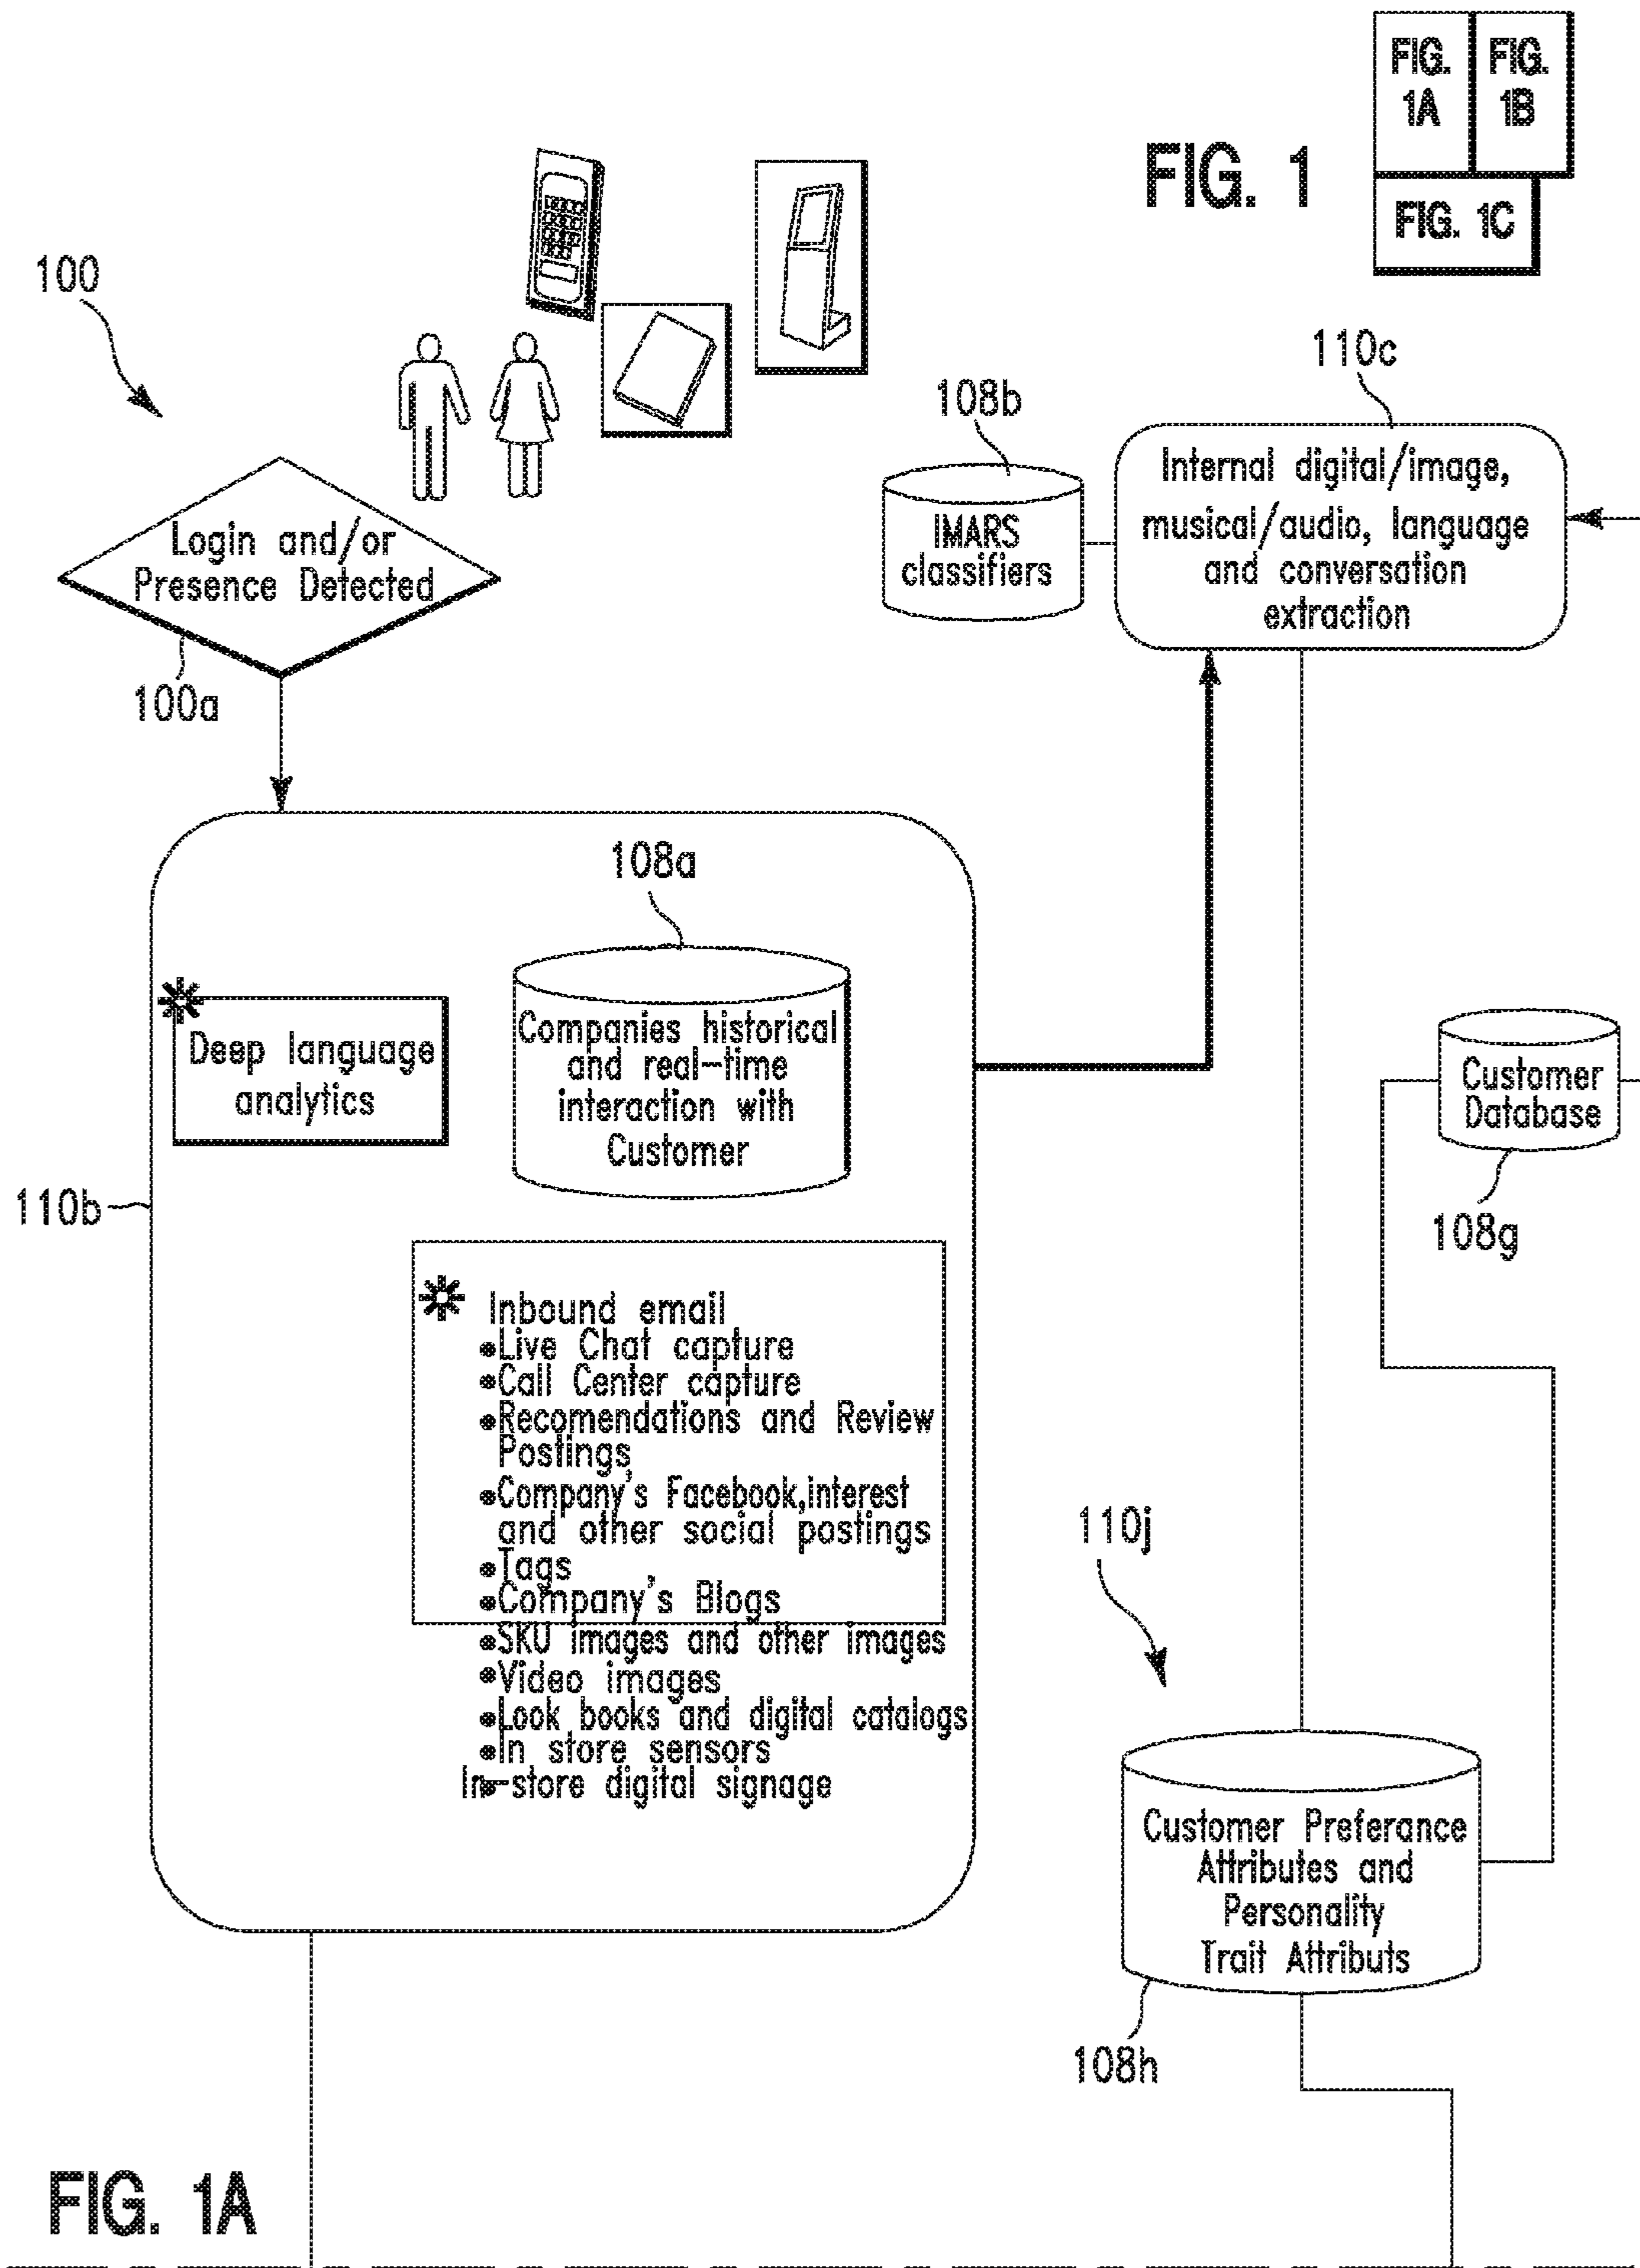 FIG. 1
FIG.
1A
FIG.
1B
FIG. 1C
100
Login and/or
Presence Detected
100a
108b
IMARS
classifiers
110c
Internal digital/image,
musical/audio, language
and conversation
extraction
108a
Companies historical
and real-time
interaction with
Customer
Deep language
analytics
110b
Inbound email
•Live Chat capture
•Call Center capture
•Recomendations and Review
Postings
•Company's Facebook,interest
and other social postings
•Tags
•Company's Blogs
•SKU images and other images
•Video images
•Look books and digital catalogs
•In store sensors
In-store digital signage
Customer
Database
108g
110j
Customer Preferance
Attributes and
Personality
Trait Attributs
108h
FIG. 1A